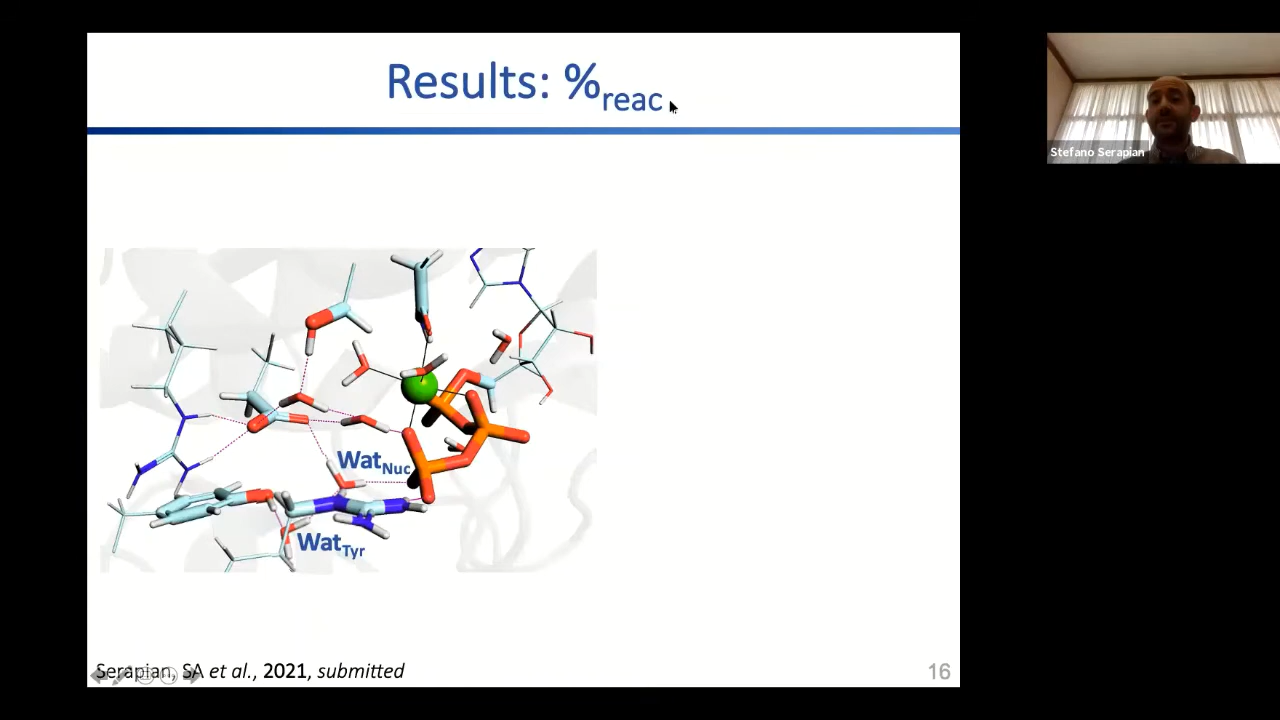 Results: %reac
Stefano Serapian
WatNuc
WatTyr
Serapian, SA et al., 2021, submitted
16